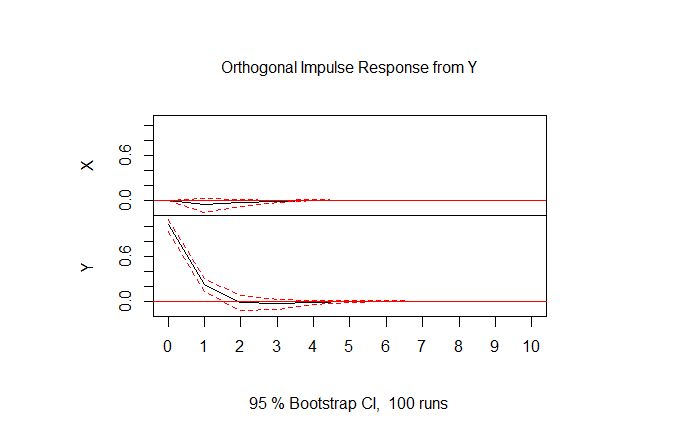 Orthogonal Impulse Response from Y
X
0.6
0.0
Y
0.6
0.0
0 1 2 3 4 5 6 7 8 9 10
95 % Bootstrap CI, 100 runs